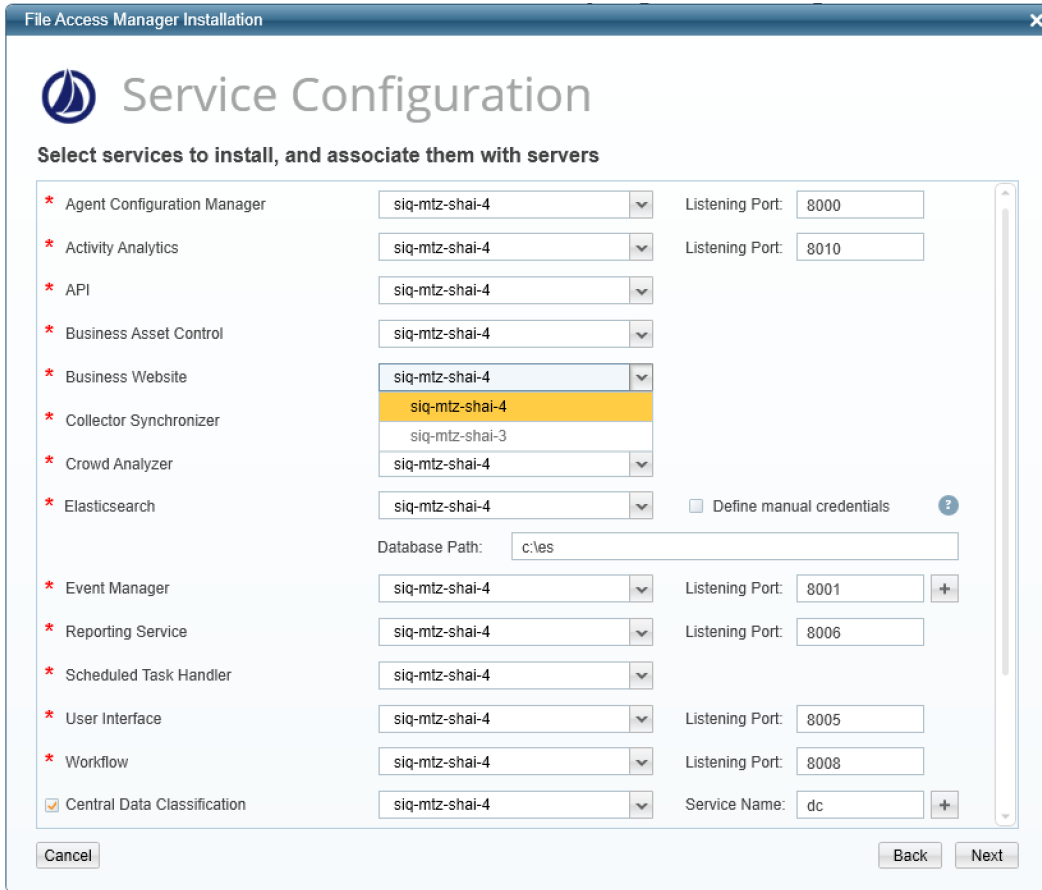 File Access Manager Installation
Service Configuration
Select services to install, and associate them with servers
* Agent Configuration Manager siq-mtz-shai-4 Listening Port: 8000
* Activity Analytics siq-mtz-shai-4 Listening Port: 8010
* API siq-mtz-shai-4
* Business Asset Control siq-mtz-shai-4
* Business Website siq-mtz-shai-4
siq-mtz-shai-4
* Collector Synchronizer
siq-mtz-shai-3
* Crowd Analyzer siq-mtz-shai-4
* Elasticsearch siq-mtz-shai-4 Define manual credentials ?
Database Path: c:\es
* Event Manager siq-mtz-shai-4 Listening Port: 8001 +
* Reporting Service siq-mtz-shai-4 Listening Port: 8006
* Scheduled Task Handler siq-mtz-shai-4
* User Interface siq-mtz-shai-4 Listening Port: 8005
* Workflow siq-mtz-shai-4 Listening Port: 8008
Central Data Classification siq-mtz-shai-4 Service Name: dc +
Cancel Back Next